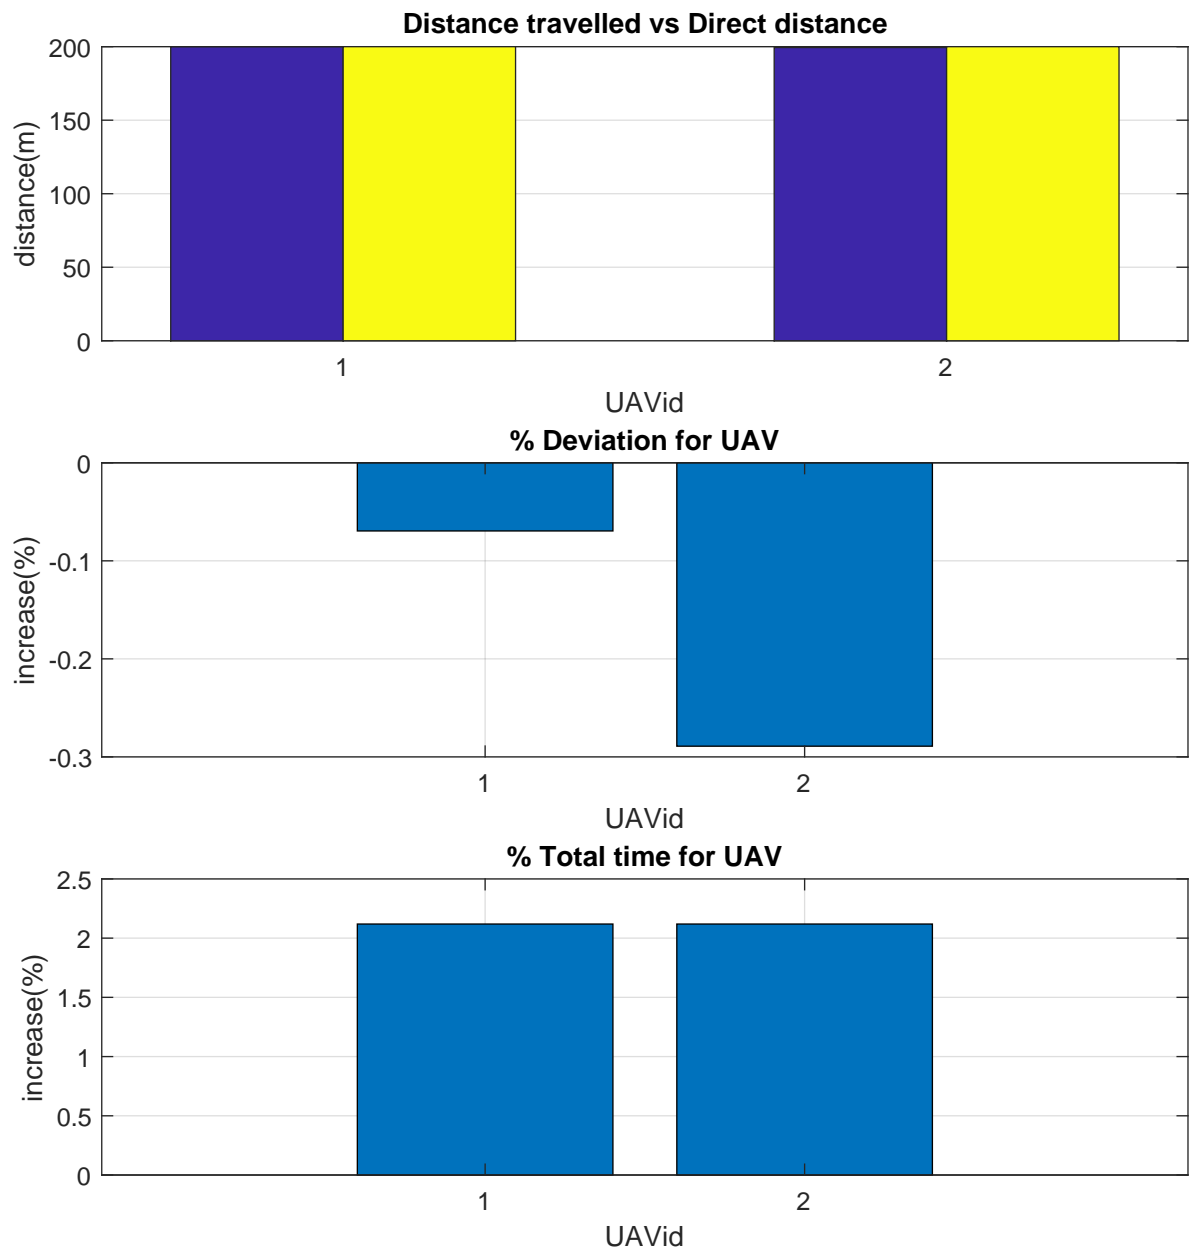 Distance travelled vs Direct distance
200
150
100
50
0
distance(m)
1 2
UAVid
% Deviation for UAV
0
-0.1
-0.2
-0.3
increase(%)
1 2
UAVid
% Total time for UAV
2.5
2
1.5
1
0.5
0
increase(%)
1 2
UAVid